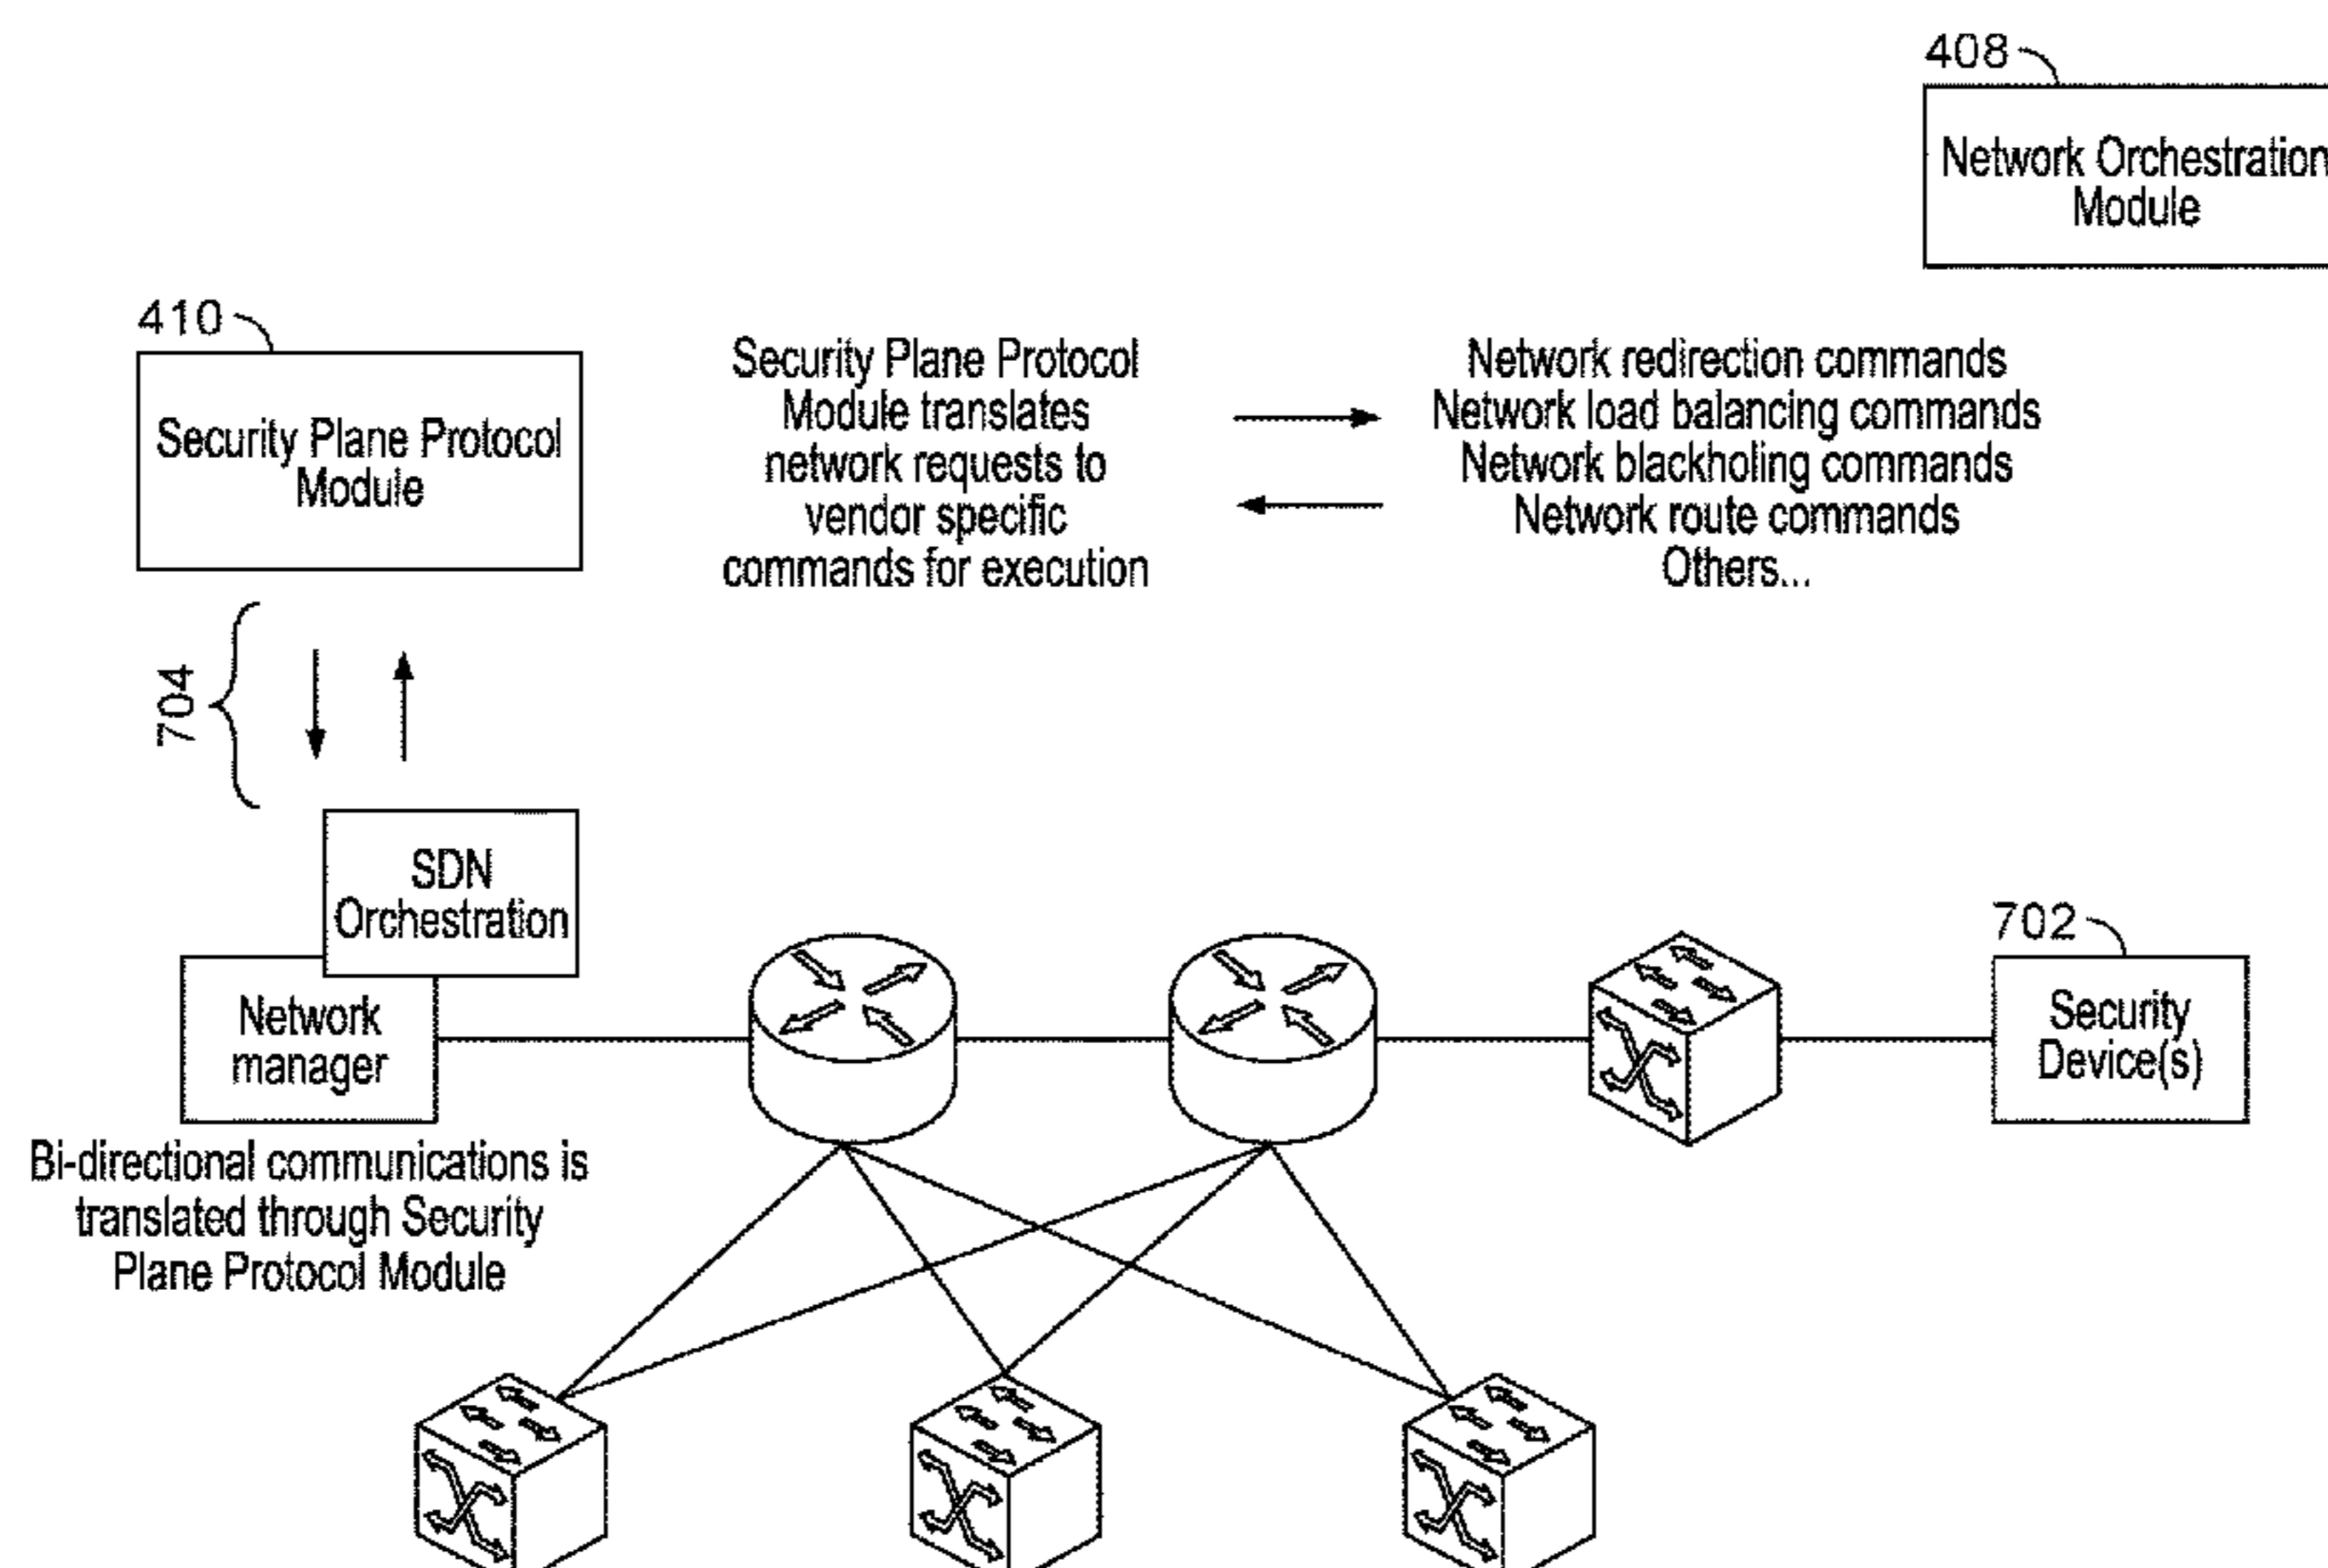 408
Network Orchestration
Module
410
Security Plane Protocol
Module
Security Plane Protocol
Module translates
network requests to
vendor specific
commands for execution
Network redirection commands
Network load balancing commands
Network blackholing commands
Network route commands
Others...
704
SDN
Orchestration
Network
manager
702
Security
Device(s)
Bi-directional communications is
translated through Security
Plane Protocol Module